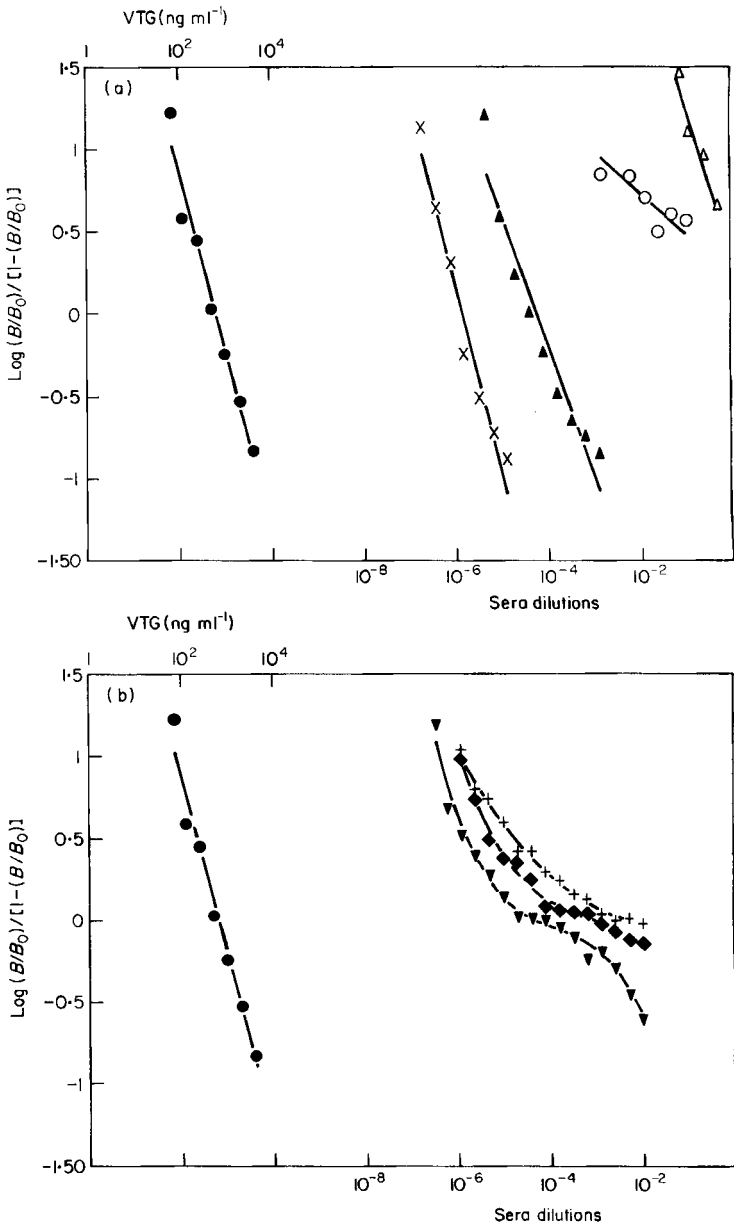 VTG (ng ml⁻¹)
1 10² 10⁴
(a)
1·5
1
0·5
0
−0·5
−1
−1·50
Log (B/B₀)/[1−(B/B₀)]
10⁻⁸ 10⁻⁶ 10⁻⁴ 10⁻²
Sera dilutions
VTG (ng ml⁻¹)
1 10² 10⁴
(b)
1·5
1
0·5
0
−0·5
−1
−1·50
Log (B/B₀)/[1−(B/B₀)]
10⁻⁸ 10⁻⁶ 10⁻⁴ 10⁻²
Sera dilutions